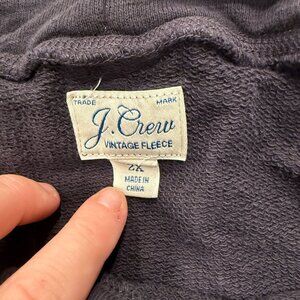 TRADE MARK
J.Crew
VINTAGE FLEECE
2X
MADE IN
CHINA